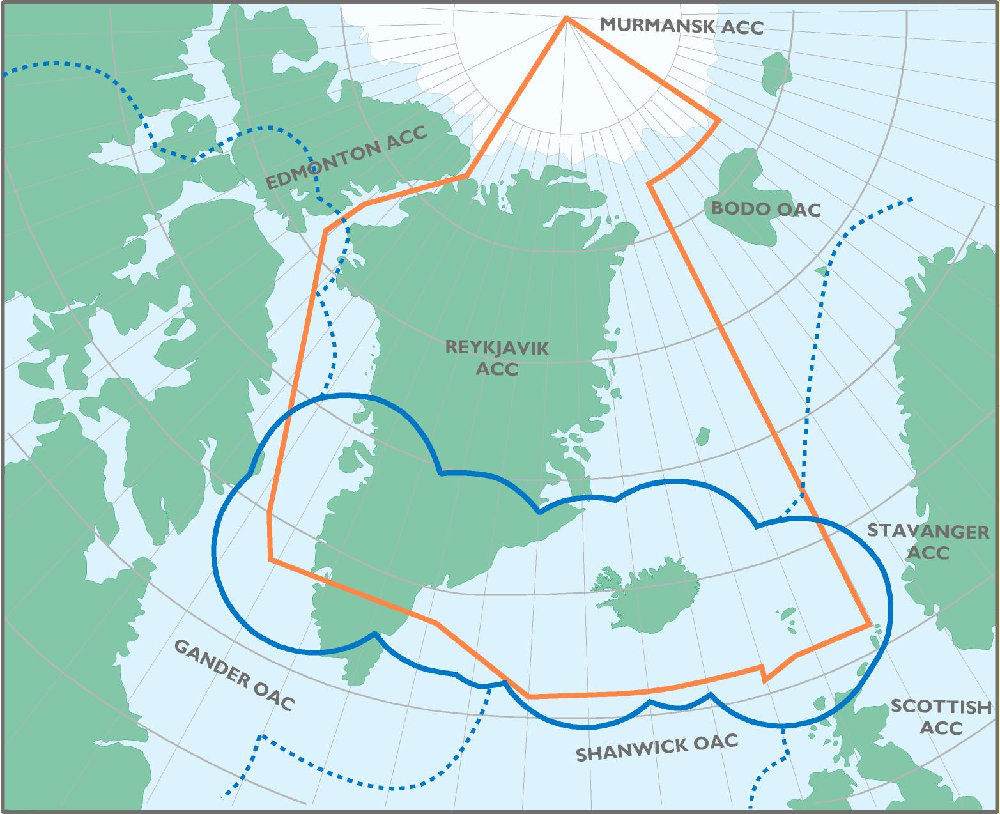 MURMANSK ACC
EDMONTON ACC
BODO OAC
REYKJAVIK
ACC
STAVANGER
ACC
GANDER OAC
SCOTTISH
ACC
SHANWICK OAC